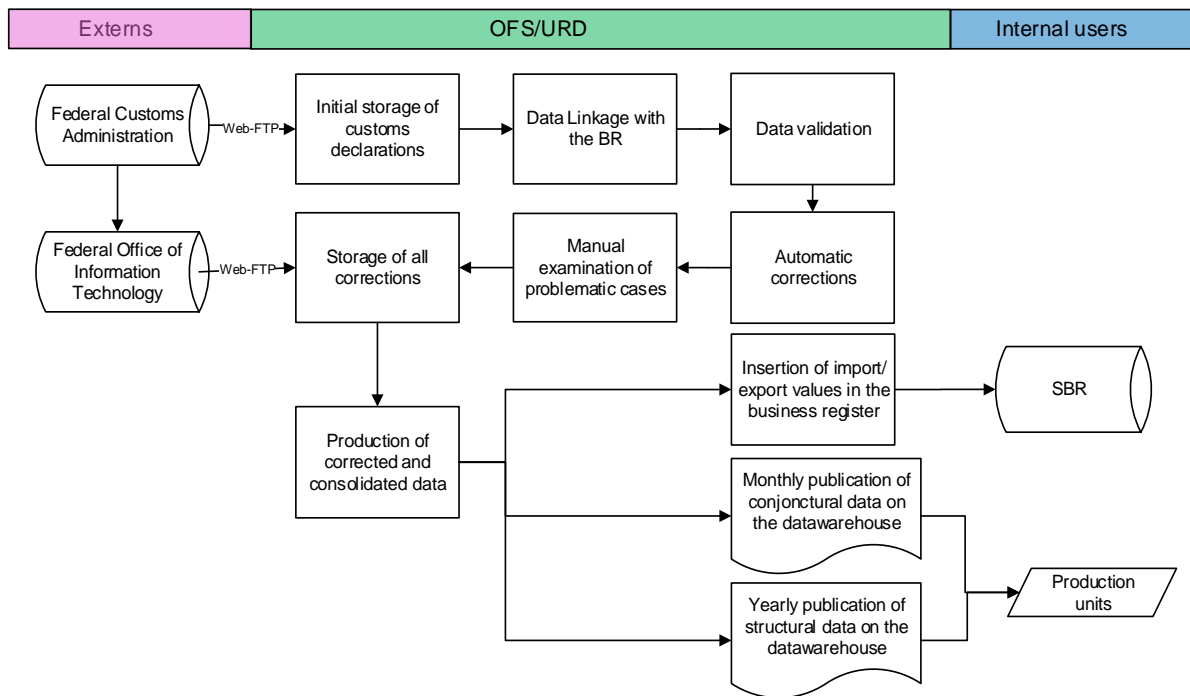 Externs
OFS/URD
Internal users
Federal Customs
Administration
Web-FTP
Initial storage of
customs
declarations
Data Linkage with
the BR
Data validation
Federal Office of
Information
Technology
Web-FTP
Storage of all
corrections
Manual
examination of
problematic cases
Automatic
corrections
Insertion of import/
export values in the
business register
SBR
Production of
corrected and
consolidated data
Monthly publication of
conjonctural data on
the datawarehouse
Yearly publication of
structural data on the
datawarehouse
Production
units